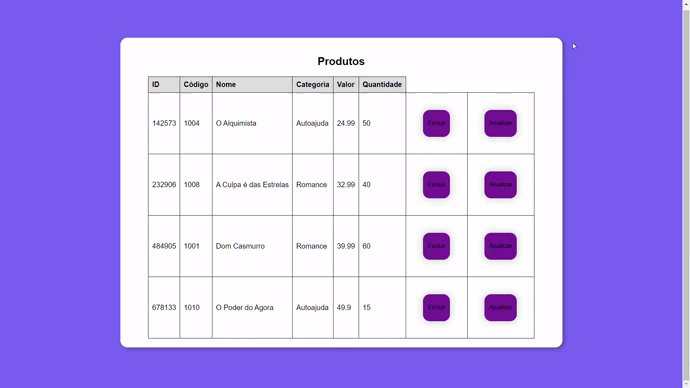 Produtos
ID Código Nome Categoria Valor Quantidade
142573 1004 O Alquimista Autoajuda 24.99 50 Excluir Atualizar
232906 1008 A Culpa é das Estrelas Romance 32.99 40 Excluir Atualizar
484905 1001 Dom Casmurro Romance 39.99 60 Excluir Atualizar
678133 1010 O Poder do Agora Autoajuda 49.9 15 Excluir Atualizar